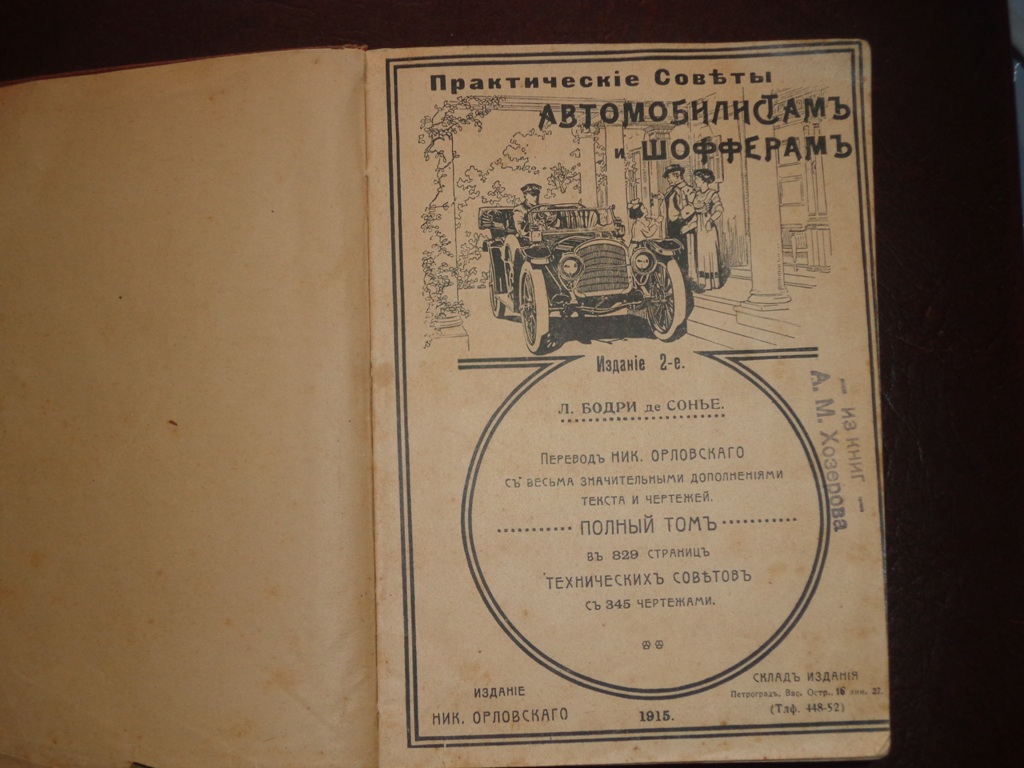 Практическіе Совѣты
АВТОМОБИЛИСТАМЪ
и ШОФФЕРАМЪ
Изданіе 2-е.
Л. БОДРИ де СОНЬЕ.
ПЕРЕВОДЪ НИК. ОРЛОВСКАГО
СЪ ВЕСЬМА ЗНАЧИТЕЛЬНЫМИ ДОПОЛНЕНІЯМИ
ТЕКСТА И ЧЕРТЕЖЕЙ.
ПОЛНЫЙ ТОМЪ
ВЪ 829 СТРАНИЦЪ
ТЕХНИЧЕСКИХЪ СОВѢТОВЪ
СЪ 345 ЧЕРТЕЖАМИ.
ИЗДАНІЕ
НИК. ОРЛОВСКАГО
1915.
СКЛАДЪ ИЗДАНІЯ
Петроградъ, Вас. Остр., 16 лин. 27.
(Тлф. 448-52)
— из книг —
А. М. Хозерова